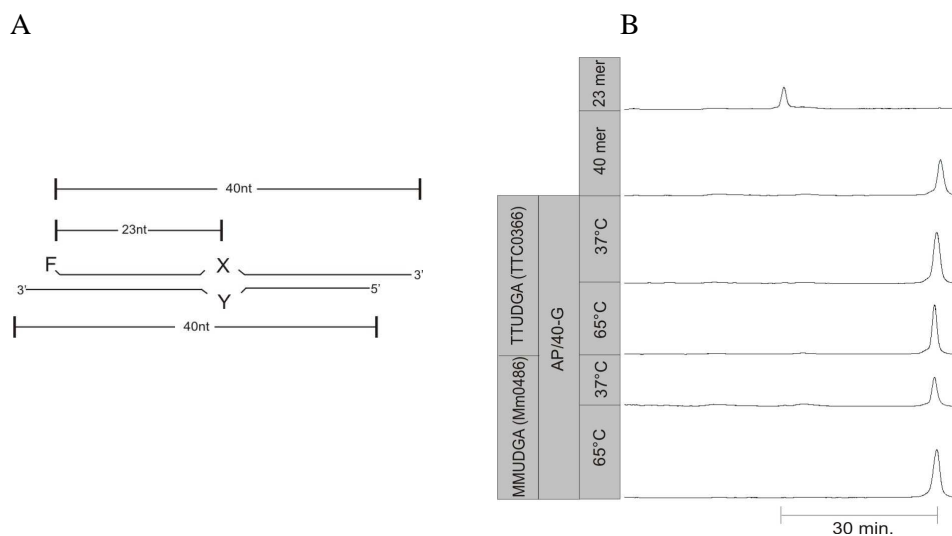 A
B
40nt
23nt
F
X
3'
3'
Y
5'
40nt
23 mer
40 mer
TTUDGA (TTC0366)
AP/40-G
37°C
65°C
MMUDGA (Mm0486)
37°C
65°C
30 min.